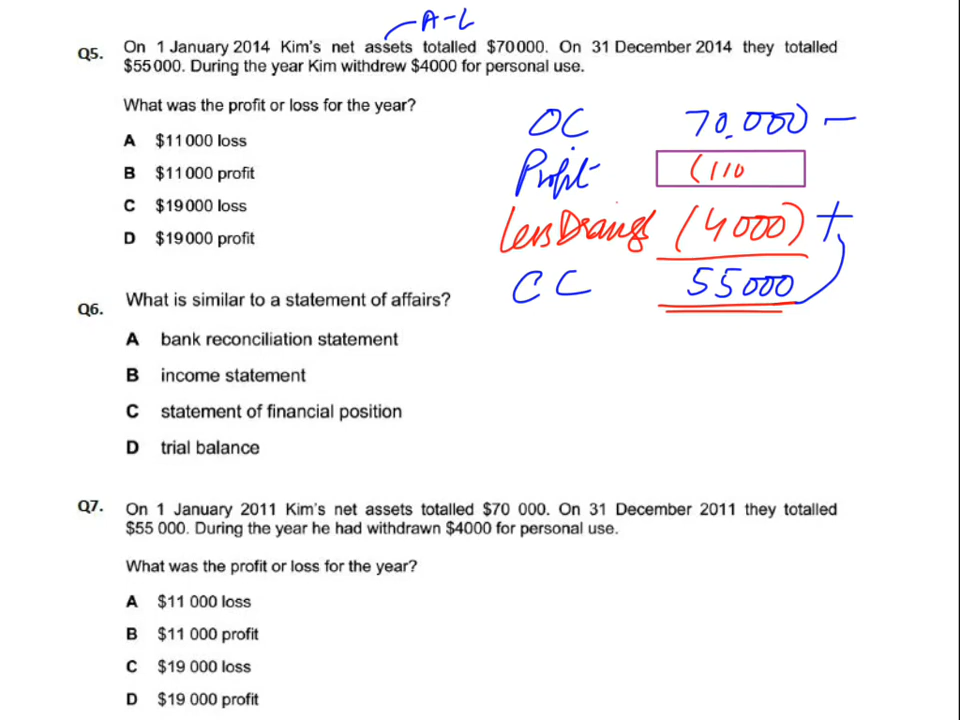 A-L
Q5. On 1 January 2014 Kim's net assets totalled $70000. On 31 December 2014 they totalled
$55000. During the year Kim withdrew $4000 for personal use.
What was the profit or loss for the year?
A $11000 loss
B $11000 profit
C $19000 loss
D $19000 profit
OC 70,000 –
Profit (110
Less Drawings (4000) +
CC 55000
Q6. What is similar to a statement of affairs?
A bank reconciliation statement
B income statement
C statement of financial position
D trial balance
Q7. On 1 January 2011 Kim's net assets totalled $70 000. On 31 December 2011 they totalled
$55 000. During the year he had withdrawn $4000 for personal use.
What was the profit or loss for the year?
A $11 000 loss
B $11 000 profit
C $19 000 loss
D $19 000 profit